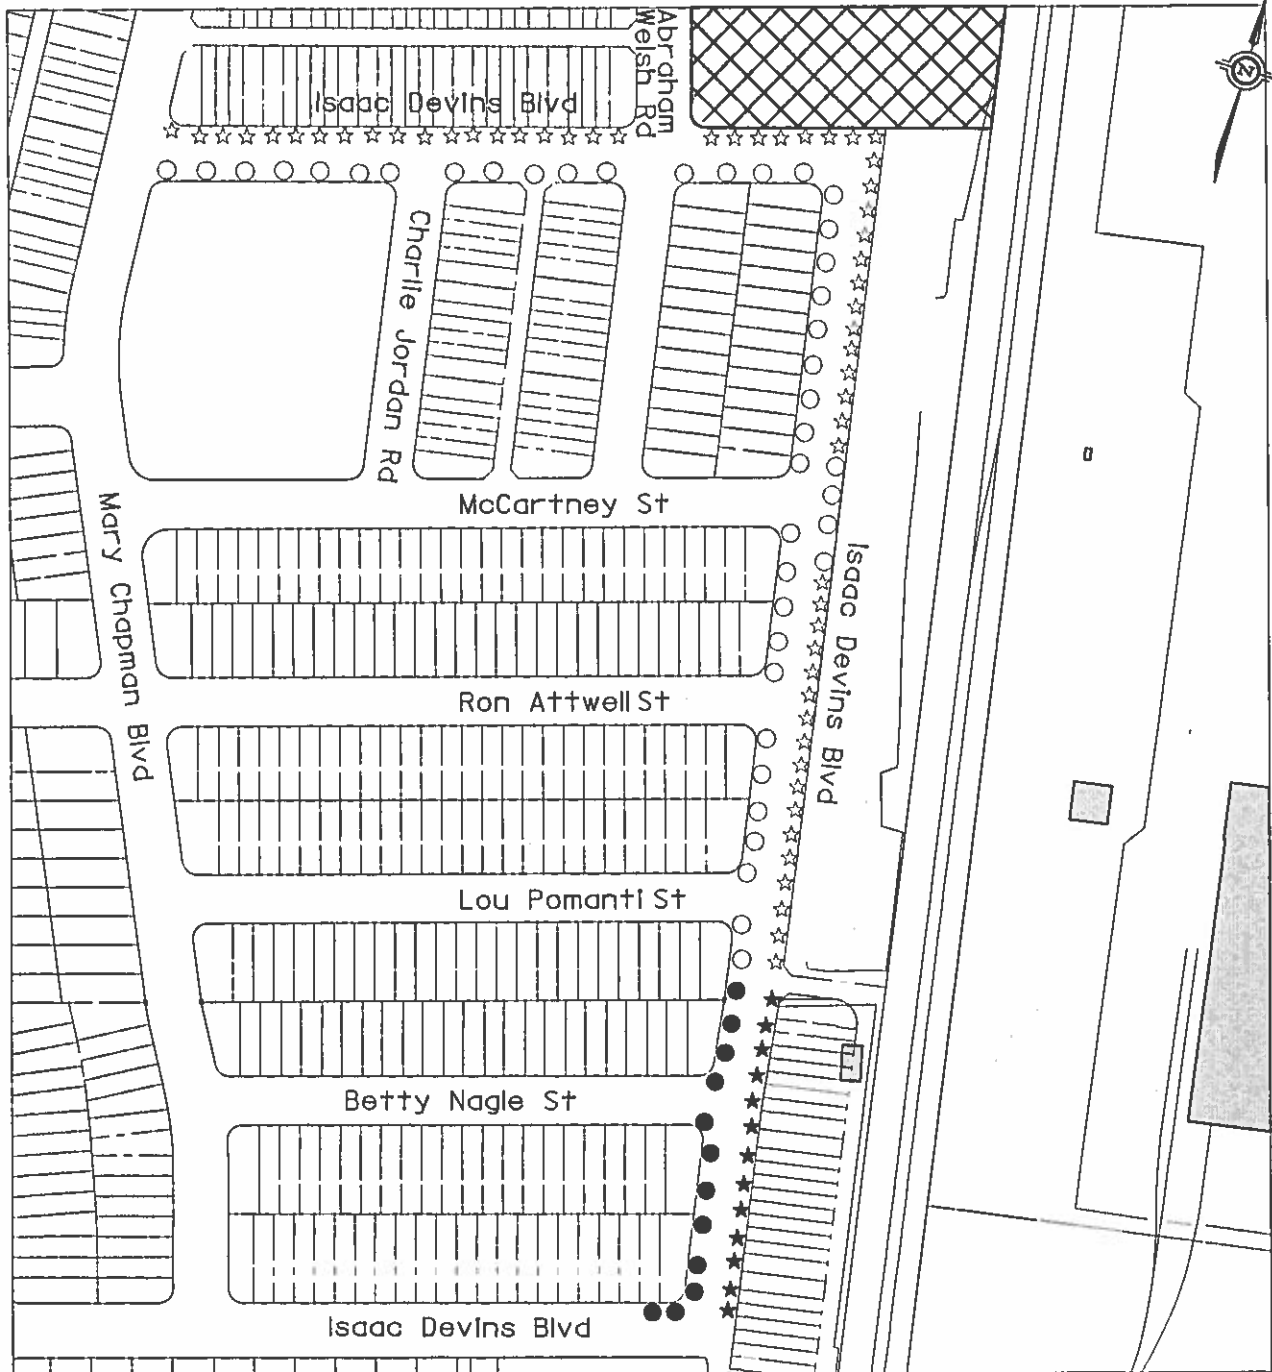 Abraham
Welsh Rd
Isaac Devins Blvd
N
Charlie Jordan Rd
McCartney St
Mary Chapman Blvd
Isaac Devins Blvd
Ron Attwell St
Lou Pomanti St
Betty Nagle St
Isaac Devins Blvd